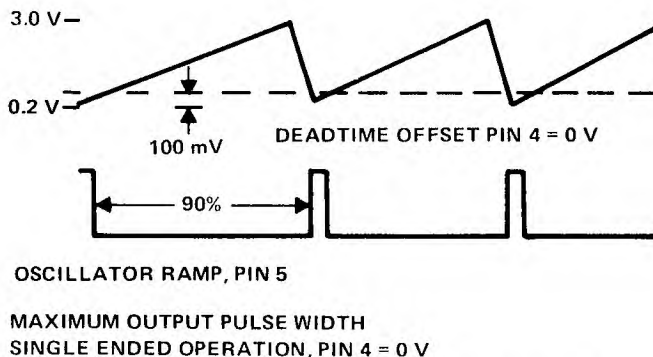 3.0 V
0.2 V
100 mV
DEADTIME OFFSET PIN 4 = 0 V
90%
OSCILLATOR RAMP, PIN 5
MAXIMUM OUTPUT PULSE WIDTH
SINGLE ENDED OPERATION, PIN 4 = 0 V